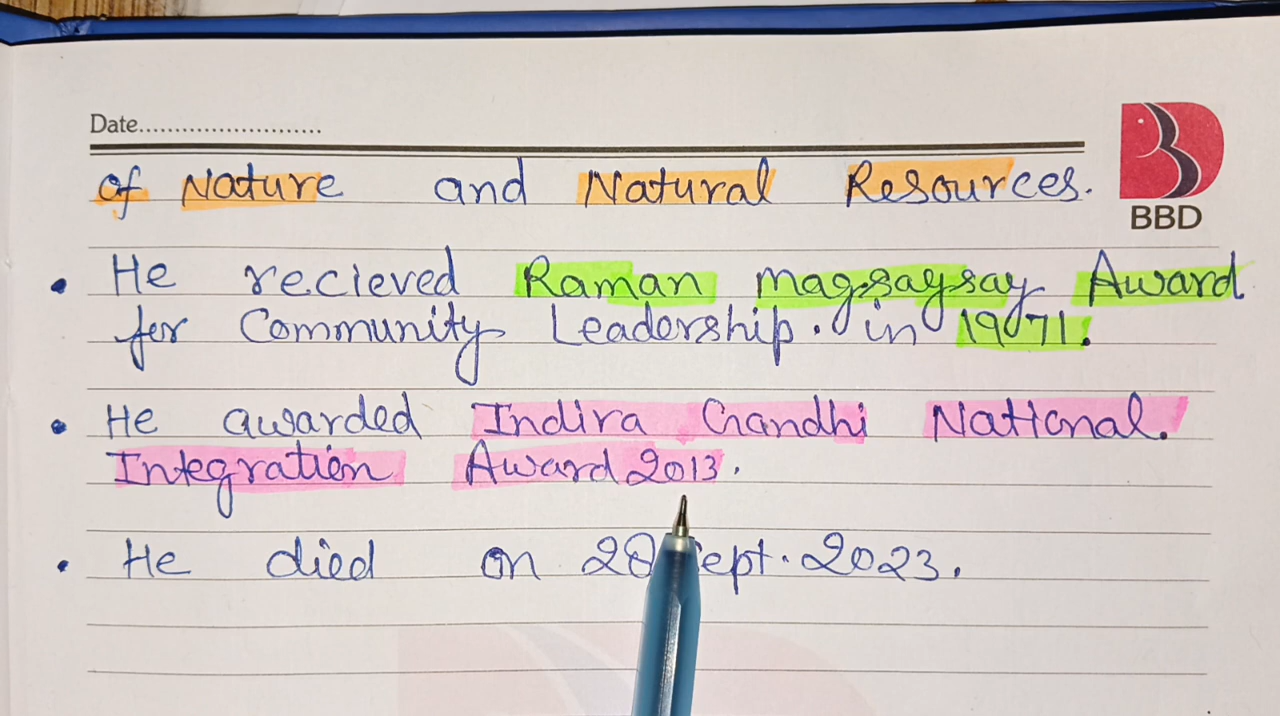 Date..........................
BBD
of Nature and Natural Resources.
• He recieved Raman magsaysay Award
for Community Leadership. in 1971.
• He awarded Indira Gandhi National.
Integration Award 2013.
• He died on 28 Sept. 2023.